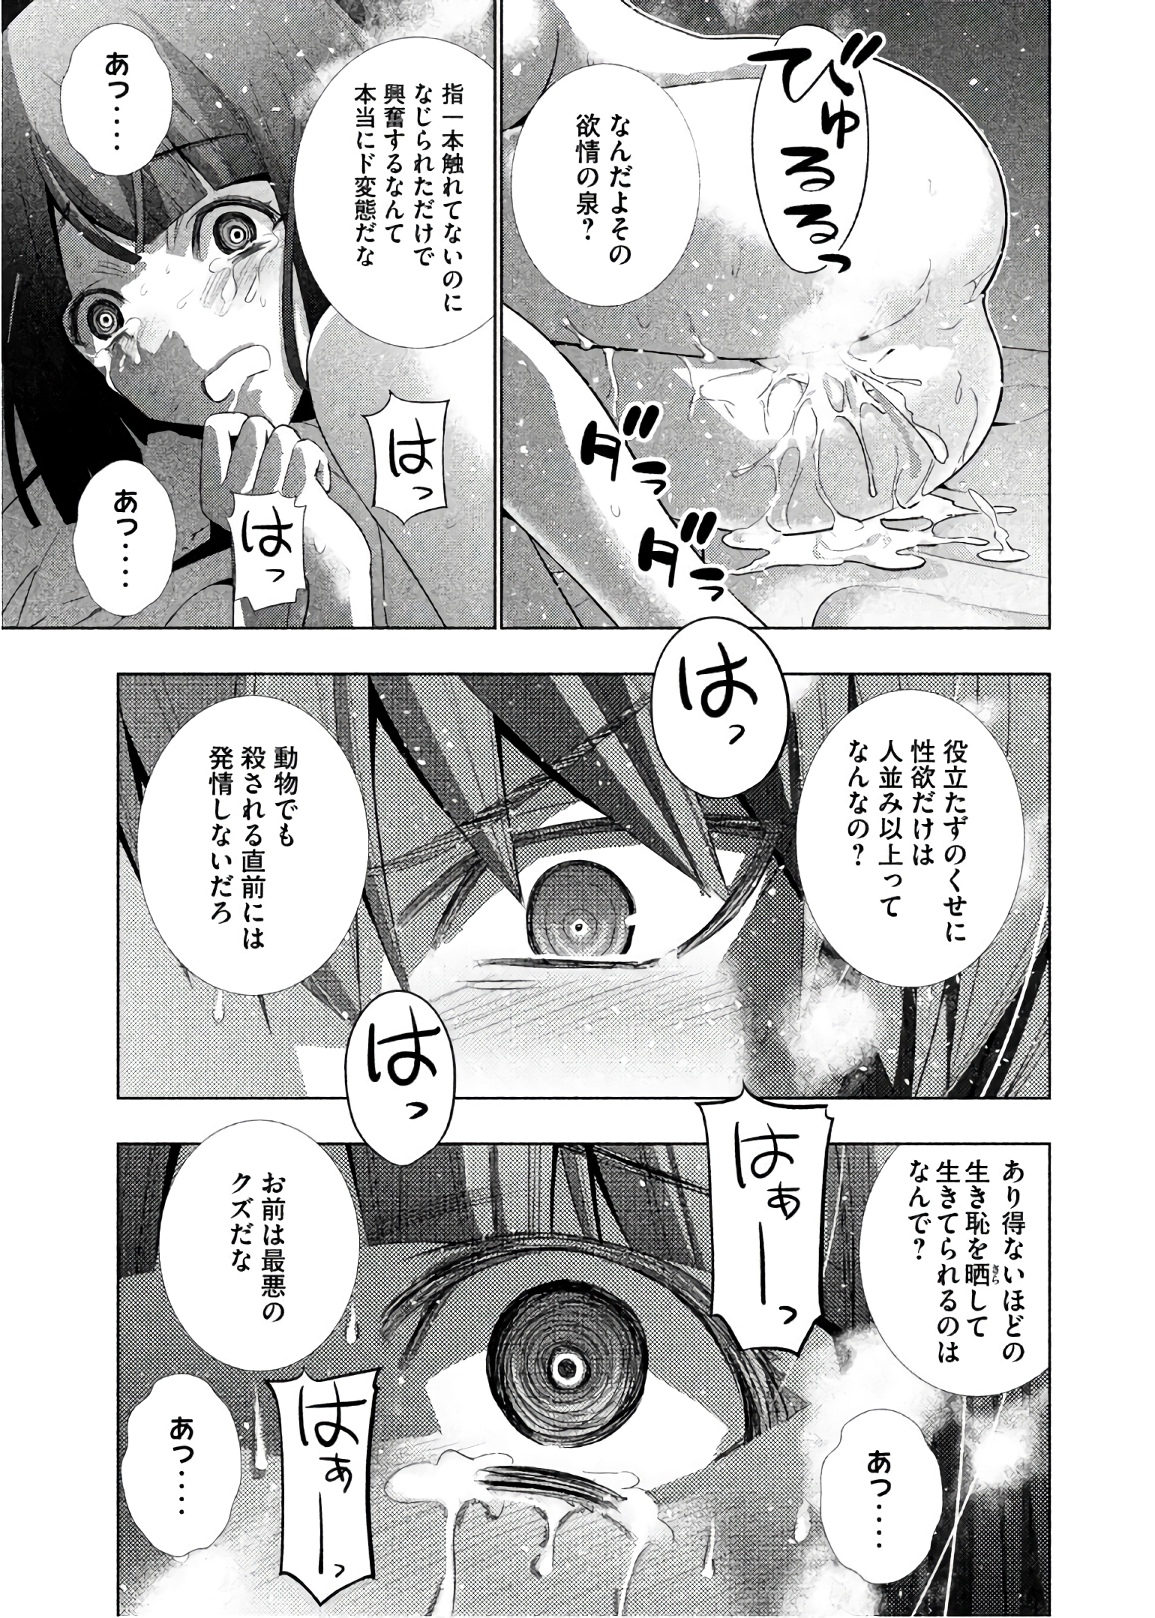 びゅるるるっ
なんだよその
欲情の泉？
ダラ
ダラ
指一本触れてないのに
なじられただけで
興奮するなんて
本当にド変態だな
あっ‥‥
はっ
はっ
あっ‥‥
はっ
役立たずのくせに
性欲だけは
人並み以上って
なんなの？
動物でも
殺される直前には
発情しないだろ
はっ
はぁーっ
あり得ないほどの
生き恥を晒して
さら
生きてられるのは
なんで？
あっ‥‥
お前は最悪の
クズだな
はぁーっ
あっ‥‥